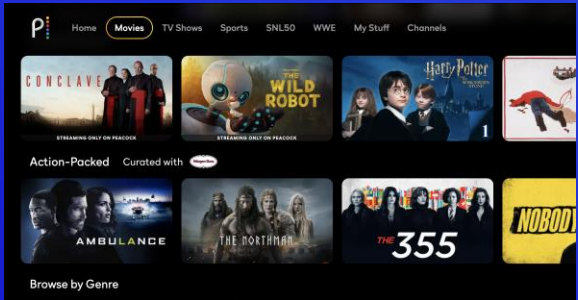 P
Home Movies TV Shows Sports SNL50 WWE My Stuff Channels
CONCLAVE
STREAMING ONLY ON PEACOCK
THE
WILD
ROBOT
STREAMING ONLY ON PEACOCK
Harry Potter
1
Action-Packed Curated with Häagen-Dazs
AMBULANCE
THE NORTHMAN
THE 355
NOBODY
Browse by Genre